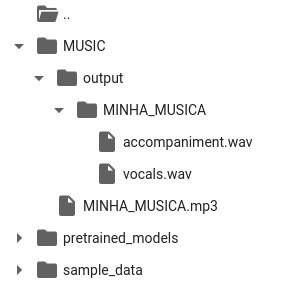 ..
MUSIC
output
MINHA_MUSICA
accompaniment.wav
vocals.wav
MINHA_MUSICA.mp3
pretrained_models
sample_data